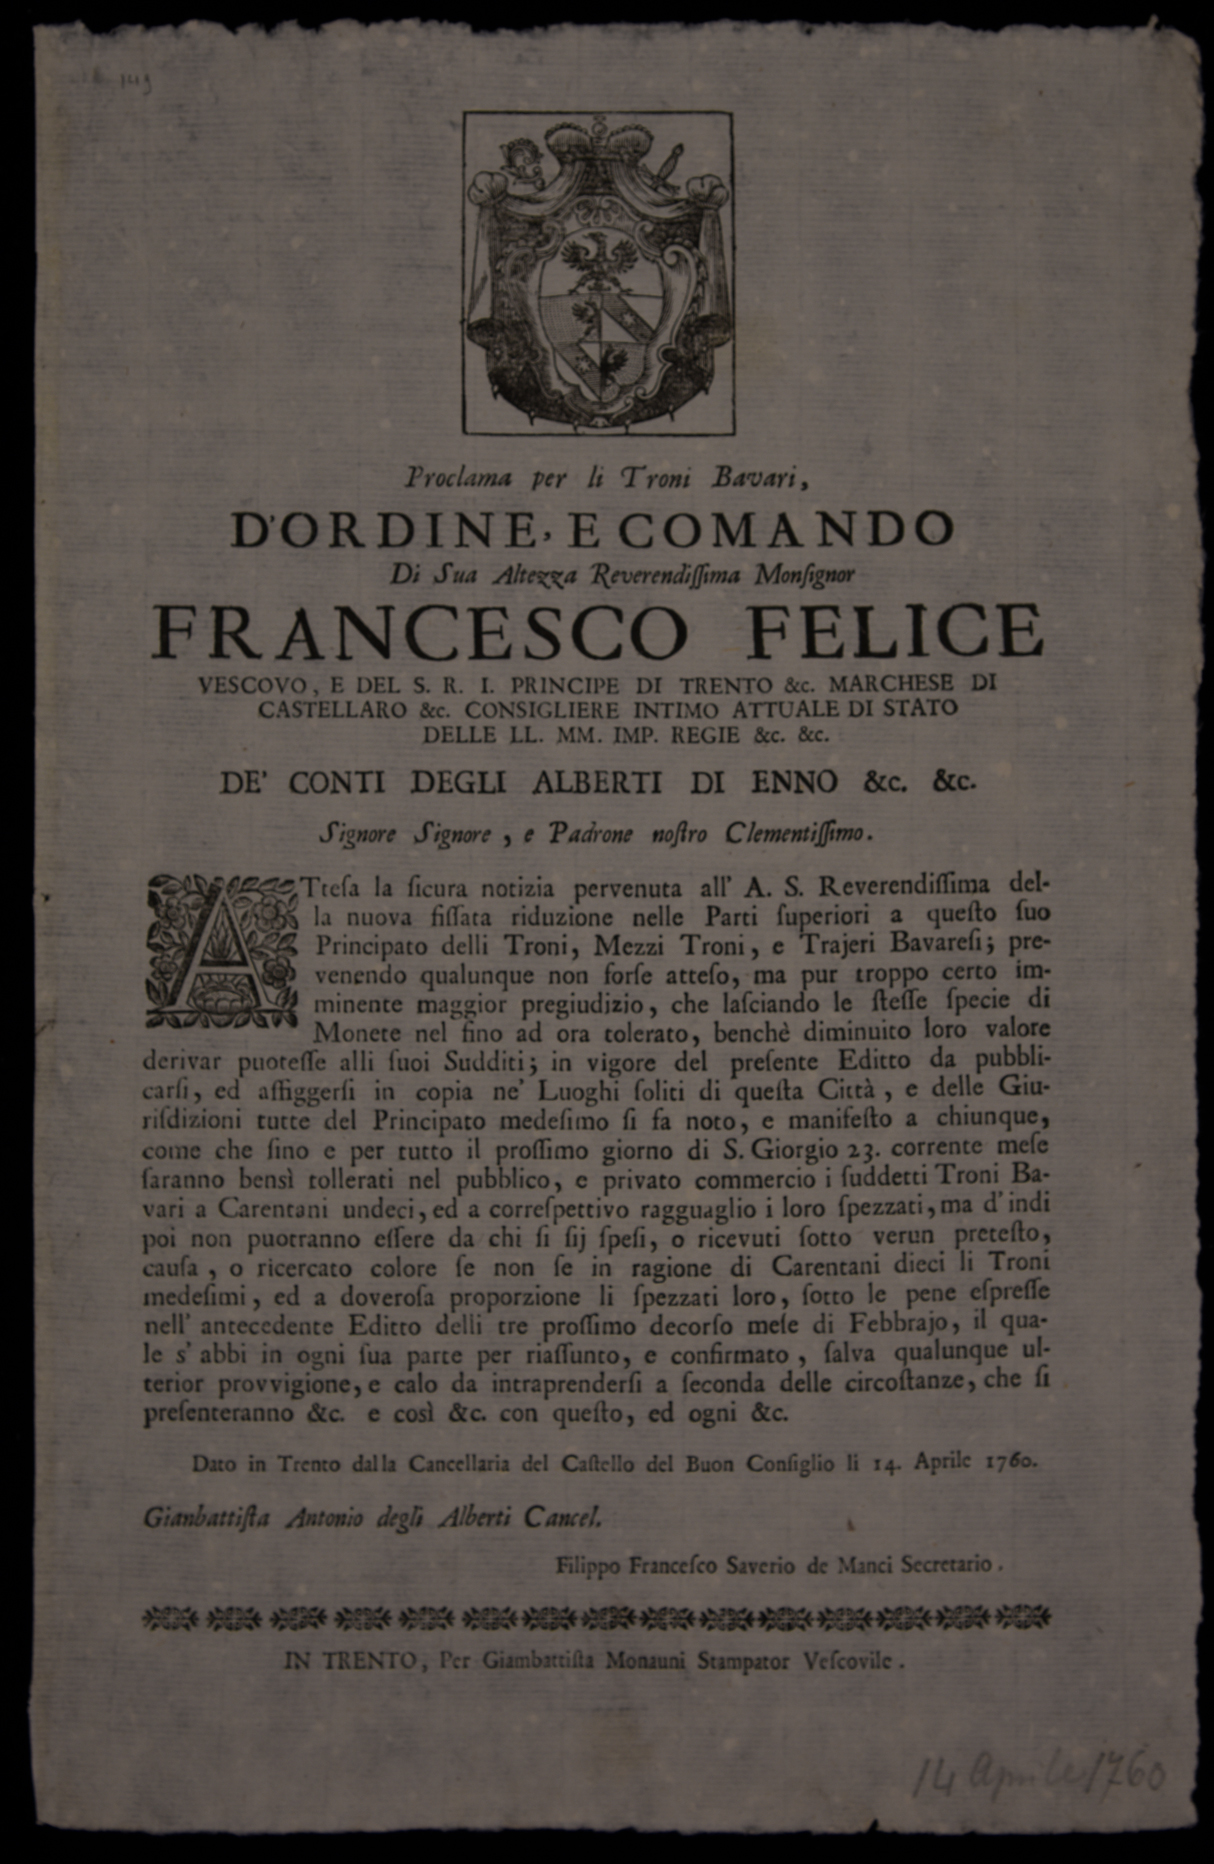 149
Proclama per li Troni Bavari,
D'ORDINE, E COMANDO
Di Sua Altezza Reverendiſſima Monſignor
FRANCESCO FELICE
VESCOVO, E DEL S. R. I. PRINCIPE DI TRENTO &c. MARCHESE DI
CASTELLARO &c. CONSIGLIERE INTIMO ATTUALE DI STATO
DELLE LL. MM. IMP. REGIE &c. &c.
DE' CONTI DEGLI ALBERTI DI ENNO &c. &c.
Signore Signore, e Padrone noſtro Clementiſſimo.
ATteſa la ſicura notizia pervenuta all' A. S. Reverendiſſima del-
la nuova fiſſata riduzione nelle Parti ſuperiori a queſto ſuo
Principato delli Troni, Mezzi Troni, e Trajeri Bavareſi; pre-
venendo qualunque non forſe atteſo, ma pur troppo certo im-
minente maggior pregiudizio, che laſciando le ſteſſe ſpecie di
Monete nel fino ad ora tolerato, benchè diminuito loro valore
derivar puoteſſe alli ſuoi Sudditi; in vigore del preſente Editto da pubbli-
carſi, ed affiggerſi in copia ne' Luoghi ſoliti di queſta Città, e delle Giu-
riſdizioni tutte del Principato medeſimo ſi fa noto, e manifeſto a chiunque,
come che ſino e per tutto il proſſimo giorno di S. Giorgio 23. corrente meſe
ſaranno bensì tollerati nel pubblico, e privato commercio i ſuddetti Troni Ba-
vari a Carentani undeci, ed a correſpettivo ragguaglio i loro ſpezzati, ma d'indi
poi non puotranno eſſere da chi ſi ſij ſpeſi, o ricevuti ſotto verun preteſto,
cauſa, o ricercato colore ſe non ſe in ragione di Carentani dieci li Troni
medeſimi, ed a doveroſa proporzione li ſpezzati loro, ſotto le pene eſpreſſe
nell' antecedente Editto delli tre proſſimo decorſo meſe di Febbrajo, il qua-
le s' abbi in ogni ſua parte per riaſſunto, e confirmato, ſalva qualunque ul-
terior provvigione, e calo da intraprenderſi a ſeconda delle circoſtanze, che ſi
preſenteranno &c. e così &c. con queſto, ed ogni &c.
Dato in Trento dalla Cancellaria del Caſtello del Buon Conſiglio li 14. Aprile 1760.
Gianbattiſta Antonio degli Alberti Cancel.
Filippo Franceſco Saverio de Manci Secretario.
IN TRENTO, Per Giambattiſta Monauni Stampator Veſcovile.
14 Aprile 1760